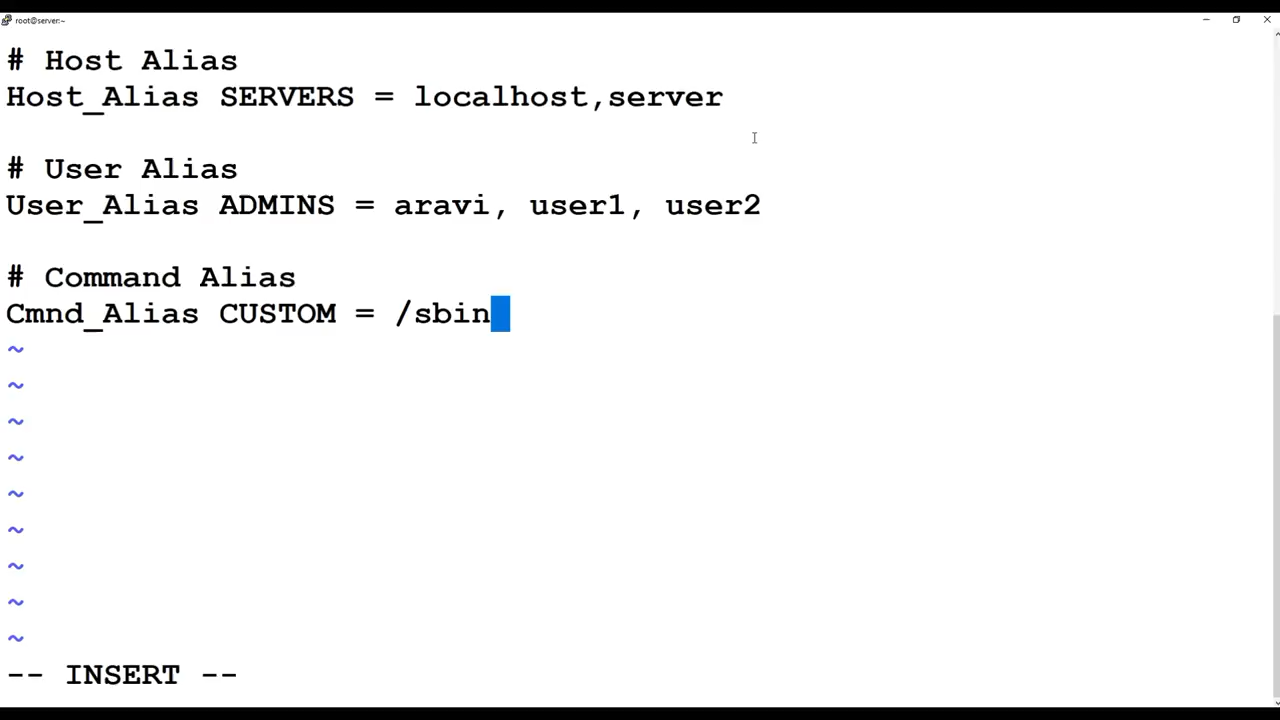 root@server:~
# Host Alias
Host_Alias SERVERS = localhost,server
# User Alias
User_Alias ADMINS = aravi, user1, user2
# Command Alias
Cmnd_Alias CUSTOM = /sbin
~
~
~
~
~
~
~
~
~
-- INSERT --